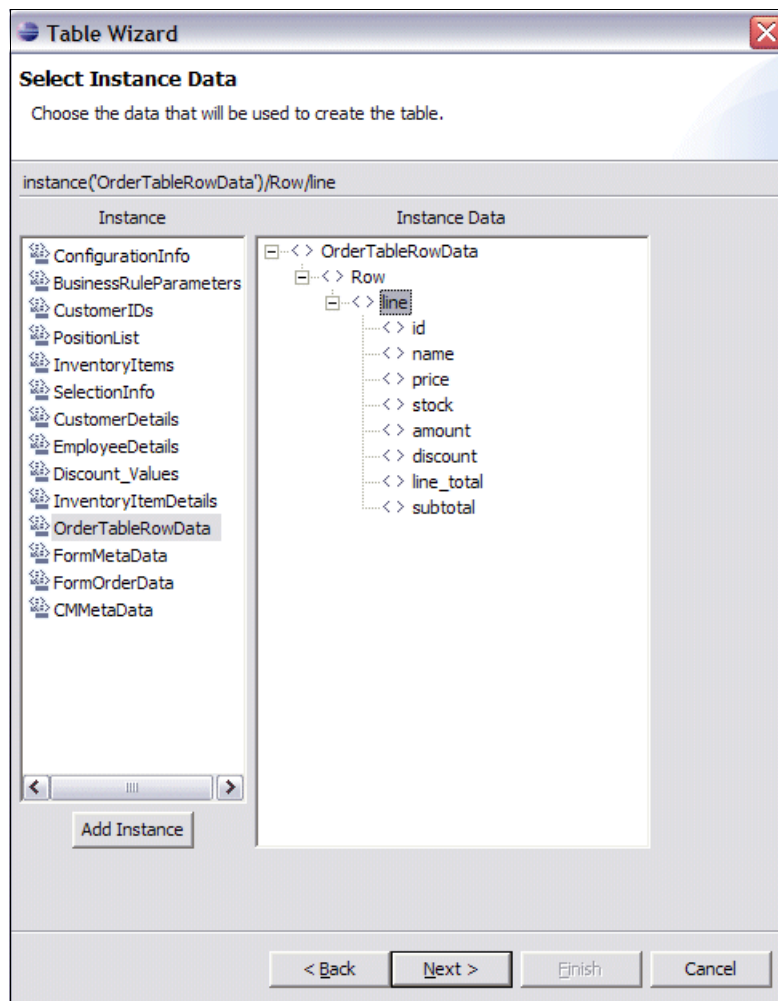 Table Wizard
Select Instance Data
Choose the data that will be used to create the table.
instance('OrderTableRowData')/Row/line
Instance
ConfigurationInfo
BusinessRuleParameters
CustomerIDs
PositionList
InventoryItems
SelectionInfo
CustomerDetails
EmployeeDetails
Discount_Values
InventoryItemDetails
OrderTableRowData
FormMetaData
FormOrderData
CMMetaData
Add Instance
Instance Data
OrderTableRowData
Row
line
id
name
price
stock
amount
discount
line_total
subtotal
< Back
Next >
Finish
Cancel